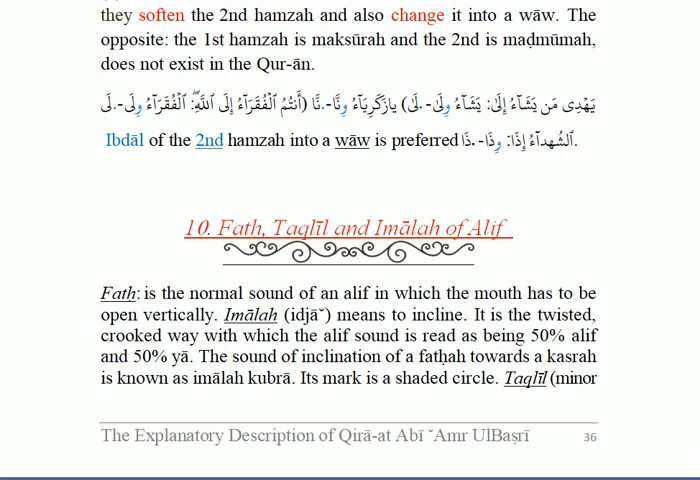 they soften the 2nd hamzah and also change it into a wāw. The
opposite: the 1st hamzah is maksūrah and the 2nd is maḍmūmah,
does not exist in the Qur-ān.
يَهْدِى مَن يَشَآءُ إِلَىٰ: يَشَآءُ وِلَىٰ-.لَىٰ) يازَكَرِيَآءُ وِنَّا-.نَّا (أَنتُمُ ٱلْفُقَرَآءُ إِلَى ٱللَّهِۖ: ٱلْفُقَرَآءُ وِلَى-.لَى
Ibdāl of the 2nd hamzah into a wāw is preferred ٱلشُّهدآءُ إِذَا: وِذَا-.ذَا.
10. Fath, Taqlīl and Imālah of Alif
Fath: is the normal sound of an alif in which the mouth has to be
open vertically. Imālah (idjā˘) means to incline. It is the twisted,
crooked way with which the alif sound is read as being 50% alif
and 50% yā. The sound of inclination of a fatḥah towards a kasrah
is known as imālah kubrā. Its mark is a shaded circle. Taqlīl (minor
The Explanatory Description of Qirā-at Abī ˘Amr UlBaṣrī 36